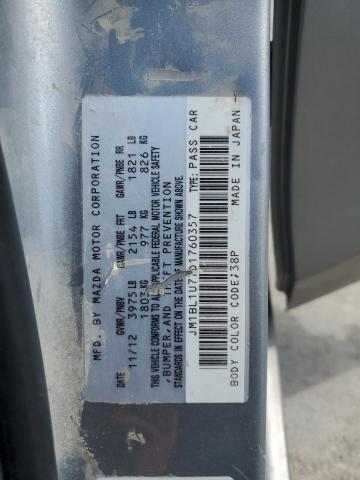 MFD. BY MAZDA MOTOR CORPORATION
DATE GVWR/PNBV GAWR/PNBE FRT GAWR/PNBE RR
11/12 3975 LB 2154 LB 1821 LB
1803 KG 977 KG 826 KG
THIS VEHICLE CONFORMS TO ALL APPLICABLE FEDERAL MOTOR VEHICLE SAFETY
, BUMPER, AND THEFT PREVENTION
STANDARDS IN EFFECT ON THE DATE OF MANUFACTURE SHOWN ABOVE.
JM1BL1U7 1760357 TYPE: PASS CAR
BODY COLOR CODE/38P MADE IN JAPAN